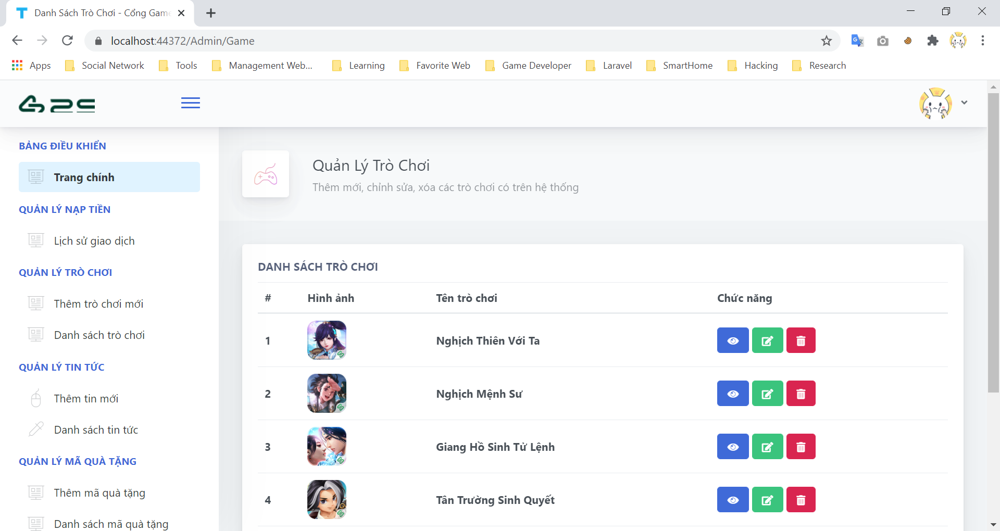 Danh Sách Trò Chơi - Cổng Game
localhost:44372/Admin/Game
Apps Social Network Tools Management Web... Learning Favorite Web Game Developer Laravel SmartHome Hacking Research
G2S
BẢNG ĐIỀU KHIỂN
Trang chính
QUẢN LÝ NẠP TIỀN
Lịch sử giao dịch
QUẢN LÝ TRÒ CHƠI
Thêm trò chơi mới
Danh sách trò chơi
QUẢN LÝ TIN TỨC
Thêm tin mới
Danh sách tin tức
QUẢN LÝ MÃ QUÀ TẶNG
Thêm mã quà tặng
Danh sách mã quà tặng
Quản Lý Trò Chơi
Thêm mới, chỉnh sửa, xóa các trò chơi có trên hệ thống
DANH SÁCH TRÒ CHƠI
# Hình ảnh Tên trò chơi Chức năng
1 Nghịch Thiên Với Ta
2 Nghịch Mệnh Sư
3 Giang Hồ Sinh Tử Lệnh
4 Tân Trường Sinh Quyết